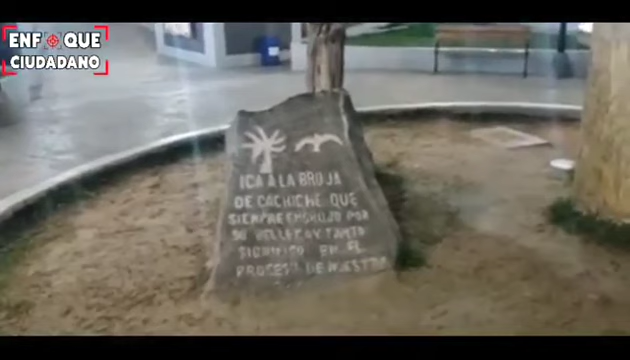 ENFOQUE
CIUDADANO
ICA A LA BRUJA
DE CACHICHE QUE
SIEMPRE EMBRUJO POR
SU BELLEZA Y TANTO
SIGNIFICO EN EL
PROCESO DE NUESTRA